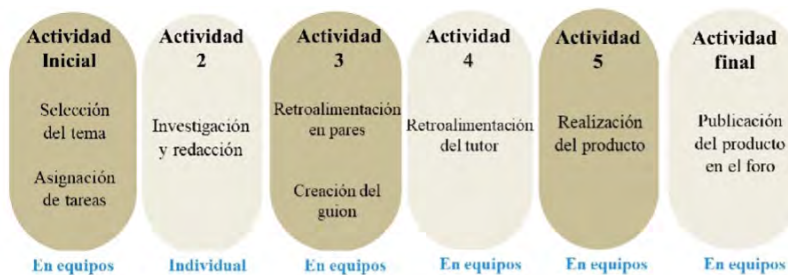 Actividad
Inicial
Selección
del tema
Asignación
de tareas
En equipos
Actividad
2
Investigación
y redacción
Individual
Actividad
3
Retroalimentación
en pares
Creación del
guion
En equipos
Actividad
4
Retroalimentación
del tutor
En equipos
Actividad
5
Realización
del producto
En equipos
Actividad
final
Publicación
del producto
en el foro
En equipos